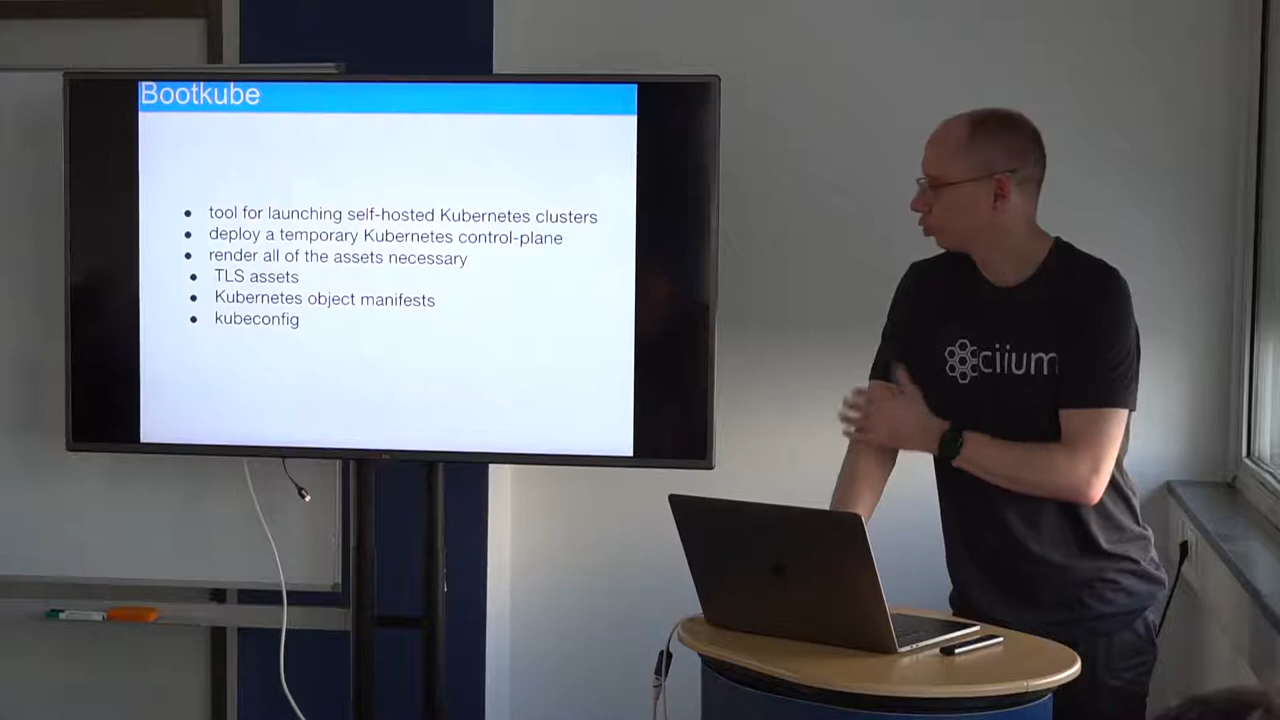 Bootkube
tool for launching self-hosted Kubernetes clusters
deploy a temporary Kubernetes control-plane
render all of the assets necessary
TLS assets
Kubernetes object manifests
kubeconfig
ciium